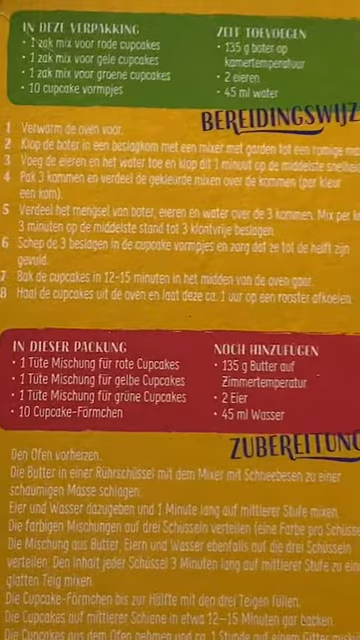 IN DEZE VERPAKKING
• 1 zak mix voor rode cupcakes
• 1 zak mix voor gele cupcakes
• 1 zak mix voor groene cupcakes
• 10 cupcake vormpjes
ZELF TOEVOEGEN
• 135 g boter op
kamertemperatuur
• 2 eieren
• 45 ml water
BEREIDINGSWIJZ
1 Verwarm de oven voor.
2 Klop de boter in een beslagkom met een mixer met garden tot een romige
3 Voeg de eieren en het water toe en klop dit 1 minuut op de middelste snelhei
4 Pak 3 kommen en verdeel de gekleurde mixen over de kommen (per kleur
een kom).
5 Verdeel het mengsel van boter, eieren en water over de 3 kommen. Mix per
3 minuten op de middelste stand tot 3 klontvrije beslagen.
6 Schep de 3 beslagen in de cupcake vormpjes en zorg dat ze tot de helft zijn
gevuld.
7 Bak de cupcakes in 12-15 minuten in het midden van de oven gaar.
8 Haal de cupcakes uit de oven en laat deze ca. 1 uur op een rooster afkoelen.
IN DIESER PACKUNG
• 1 Tüte Mischung für rote Cupcakes
• 1 Tüte Mischung für gelbe Cupcakes
• 1 Tüte Mischung für grüne Cupcakes
• 10 Cupcake-Förmchen
NOCH HINZUFÜGEN
• 135 g Butter auf
Zimmertemperatur
• 2 Eier
• 45 ml Wasser
ZUBEREITUNG
Den Ofen vorheizen.
Die Butter in einer Rührschüssel mit dem Mixer mit Schneebesen zu einer
schaumigen Masse schlagen.
Eier und Wasser dazugeben und 1 Minute lang auf mittlerer Stufe mixen.
Die farbigen Mischungen auf drei Schüsseln verteilen (eine Farbe pro Schüsse
Die Mischung aus Butter, Eiern und Wasser ebenfalls auf die drei Schüsseln
verteilen. Den Inhalt jeder Schüssel 3 Minuten lang auf mittlerer Stufe zu
glatten Teig mixen.
Die Cupcake-Förmchen bis zur Hälfte mit den drei Teigen füllen.
Die Cupcakes auf mittlerer Schiene in etwa 12-15 Minuten gar backen.
Die Cupcakes aus dem Ofen nehmen und ca. 1 Stunde auf einem Gitter